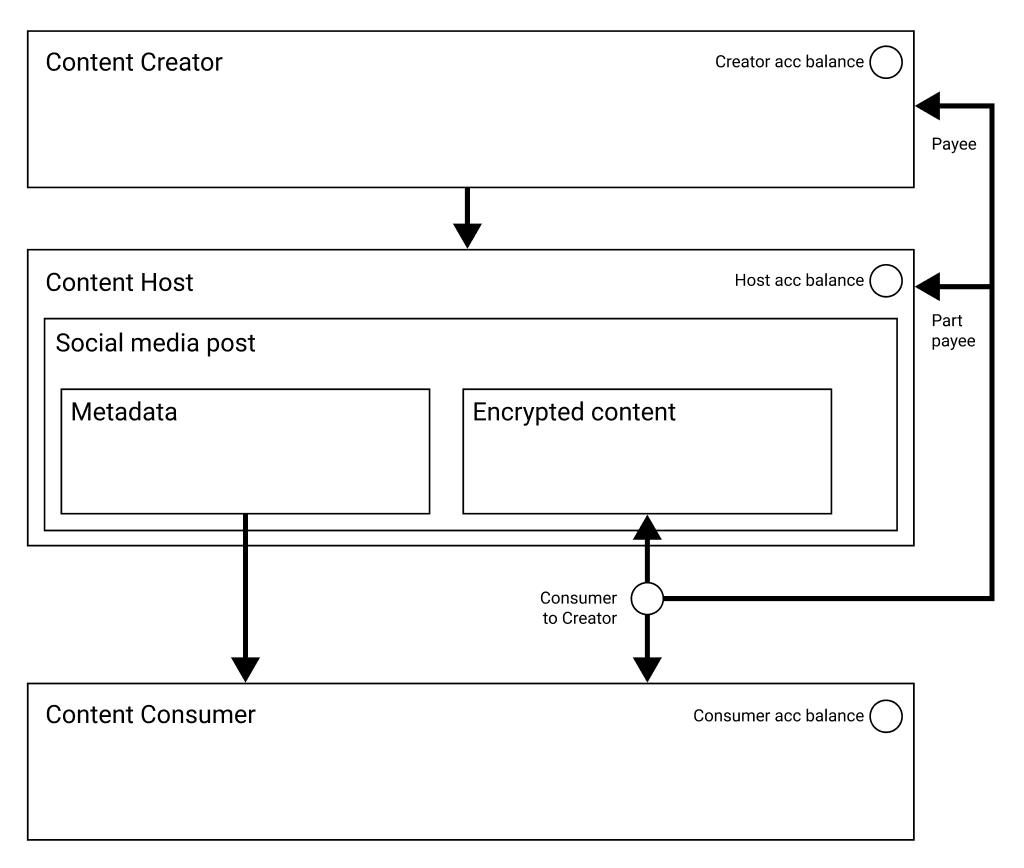 Content Creator
Creator acc balance
Payee
Content Host
Host acc balance
Part
payee
Social media post
Metadata
Encrypted content
Consumer
to Creator
Content Consumer
Consumer acc balance